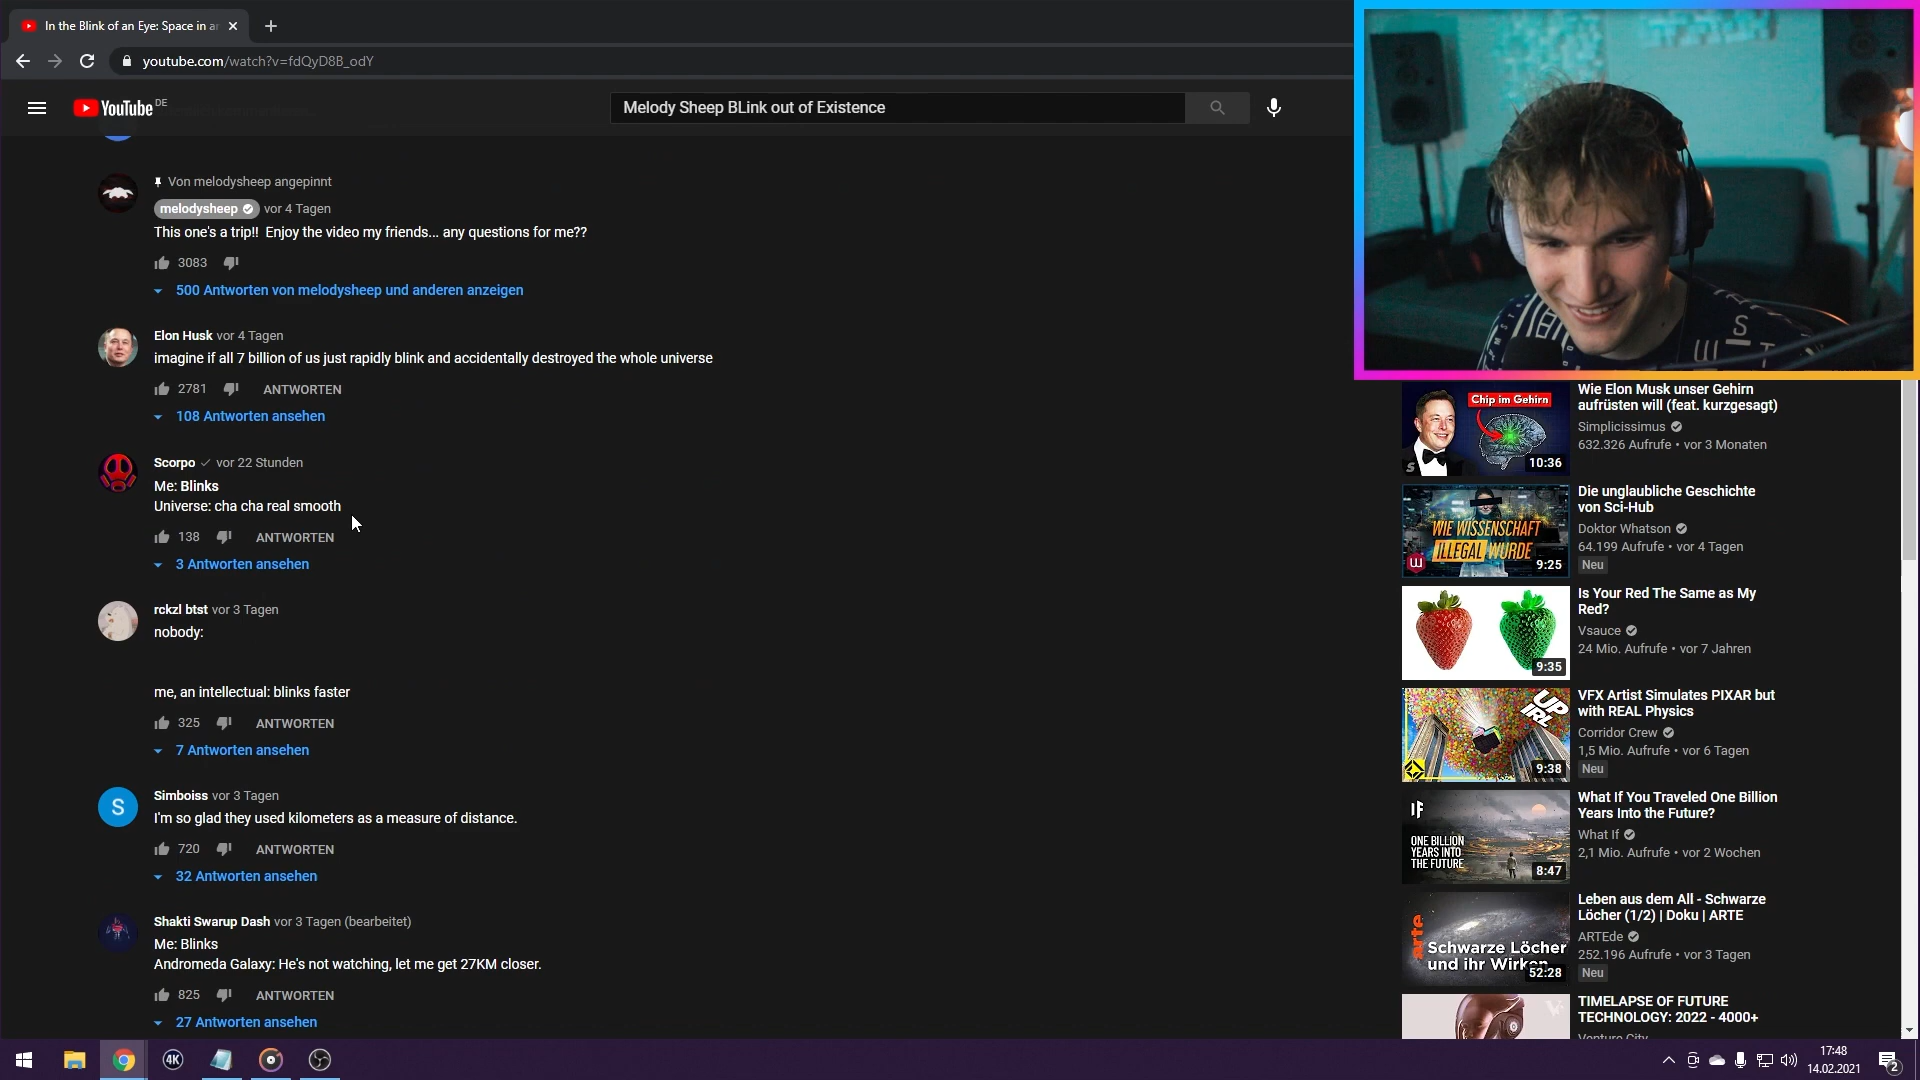 In the Blink of an Eye: Space in a
youtube.com/watch?v=fdQyD8B_odY
YouTube DE
Melody Sheep BLink out of Existence
Von melodysheep angepinnt
melodysheep vor 4 Tagen
This one's a trip!! Enjoy the video my friends... any questions for me??
3083
500 Antworten von melodysheep und anderen anzeigen
Elon Husk vor 4 Tagen
imagine if all 7 billion of us just rapidly blink and accidentally destroyed the whole universe
2781 ANTWORTEN
108 Antworten ansehen
Scorpo vor 22 Stunden
Me: Blinks
Universe: cha cha real smooth
138 ANTWORTEN
3 Antworten ansehen
rckzl btst vor 3 Tagen
nobody:
me, an intellectual: blinks faster
325 ANTWORTEN
7 Antworten ansehen
S
Simboiss vor 3 Tagen
I'm so glad they used kilometers as a measure of distance.
720 ANTWORTEN
32 Antworten ansehen
Shakti Swarup Dash vor 3 Tagen (bearbeitet)
Me: Blinks
Andromeda Galaxy: He's not watching, let me get 27KM closer.
825 ANTWORTEN
27 Antworten ansehen
Chip im Gehirn
10:36
Wie Elon Musk unser Gehirn
aufrüsten will (feat. kurzgesagt)
Simplicissimus
632.326 Aufrufe • vor 3 Monaten
WIE WISSENSCHAFT
ILLEGAL WURDE
W
9:25
Die unglaubliche Geschichte
von Sci-Hub
Doktor Whatson
64.199 Aufrufe • vor 4 Tagen
Neu
9:35
Is Your Red The Same as My
Red?
Vsauce
24 Mio. Aufrufe • vor 7 Jahren
UP
IRL
9:38
VFX Artist Simulates PIXAR but
with REAL Physics
Corridor Crew
1,5 Mio. Aufrufe • vor 6 Tagen
Neu
IF
ONE BILLION
YEARS INTO
THE FUTURE
8:47
What If You Traveled One Billion
Years Into the Future?
What If
2,1 Mio. Aufrufe • vor 2 Wochen
arte
Schwarze Löcher
und ihr Wirken
52:28
Leben aus dem All - Schwarze
Löcher (1/2) | Doku | ARTE
ARTEde
252.196 Aufrufe • vor 3 Tagen
Neu
TIMELAPSE OF FUTURE
TECHNOLOGY: 2022 - 4000+
Venture City
4K
17:48
14.02.2021
2